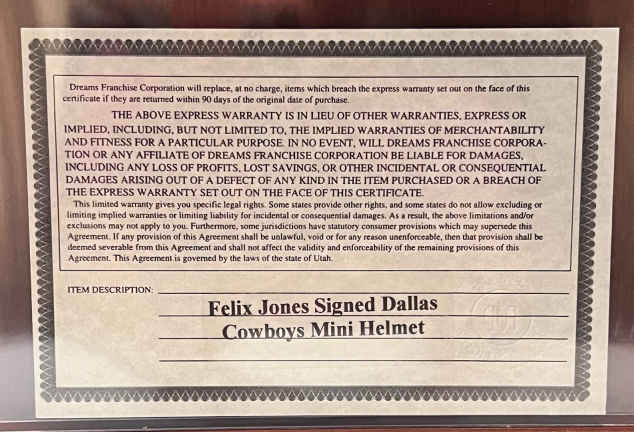 Dreams Franchise Corporation will replace, at no charge, items which breach the express warranty set out on the face of this
certificate if they are returned within 90 days of the original date of purchase.
THE ABOVE EXPRESS WARRANTY IS IN LIEU OF OTHER WARRANTIES, EXPRESS OR
IMPLIED, INCLUDING, BUT NOT LIMITED TO, THE IMPLIED WARRANTIES OF MERCHANTABILITY
AND FITNESS FOR A PARTICULAR PURPOSE. IN NO EVENT, WILL DREAMS FRANCHISE CORPORA-
TION OR ANY AFFILIATE OF DREAMS FRANCHISE CORPORATION BE LIABLE FOR DAMAGES,
INCLUDING ANY LOSS OF PROFITS, LOST SAVINGS, OR OTHER INCIDENTAL OR CONSEQUENTIAL
DAMAGES ARISING OUT OF A DEFECT OF ANY KIND IN THE ITEM PURCHASED OR A BREACH OF
THE EXPRESS WARRANTY SET OUT ON THE FACE OF THIS CERTIFICATE.
This limited warranty gives you specific legal rights. Some states provide other rights, and some states do not allow excluding or
limiting implied warranties or limiting liability for incidental or consequential damages. As a result, the above limitations and/or
exclusions may not apply to you. Furthermore, some jurisdictions have statutory consumer provisions which may supersede this
Agreement. If any provision of this Agreement shall be unlawful, void or for any reason unenforceable, then that provision shall be
deemed severable from this Agreement and shall not affect the validity and enforceability of the remaining provisions of this
Agreement. This Agreement is governed by the laws of the state of Utah.
ITEM DESCRIPTION:
Felix Jones Signed Dallas
Cowboys Mini Helmet